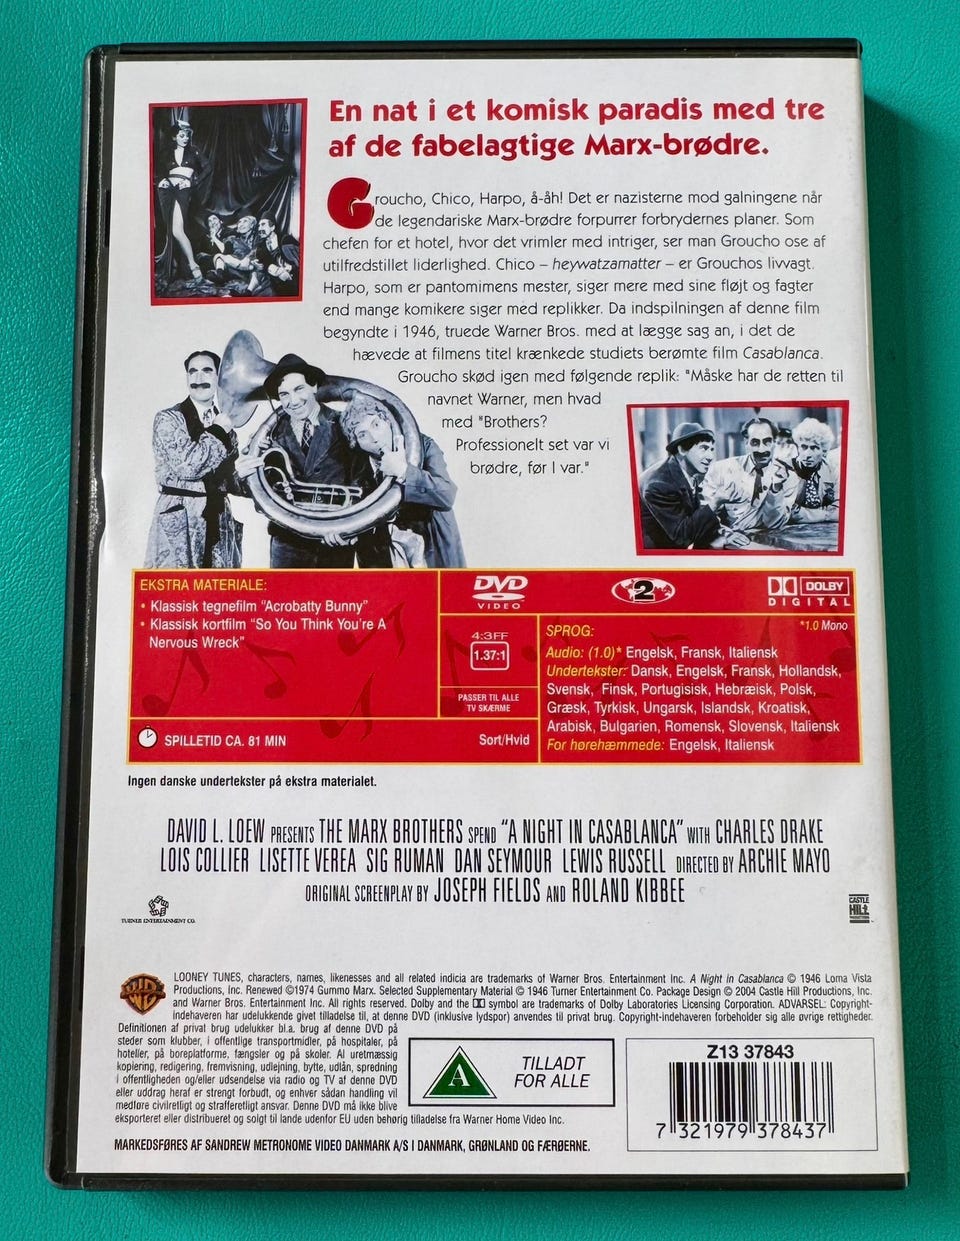 En nat i et komisk paradis med tre
af de fabelagtige Marx-brødre.
Groucho, Chico, Harpo, å-åh! Det er nazisterne mod galningene når
de legendariske Marx-brødre forpurrer forbrydernes planer. Som
chefen for et hotel, hvor det vrimler med intriger, ser man Groucho ose af
utilfredstillet liderlighed. Chico – heywatzamatter – er Grouchos livvagt.
Harpo, som er pantomimens mester, siger mere med sine fløjt og fagter
end mange komikere siger med replikker. Da indspilningen af denne film
begyndte i 1946, truede Warner Bros. med at lægge sag an, i det de
hævede at filmens titel krænkede studiets berømte film Casablanca.
Groucho skød igen med følgende replik: "Måske har de retten til
navnet Warner, men hvad
med "Brothers?
Professionelt set var vi
brødre, før I var."
EKSTRA MATERIALE:
• Klassisk tegnefilm "Acrobatty Bunny"
• Klassisk kortfilm "So You Think You're A
Nervous Wreck"
SPILLETID CA. 81 MIN
Sort/Hvid
DVD
VIDEO
2
DOLBY
DIGITAL
4:3FF
1.37:1
PASSER TIL ALLE
TV SKÆRME
SPROG:
*1.0 Mono
Audio: (1.0)* Engelsk, Fransk, Italiensk
Undertekster: Dansk, Engelsk, Fransk, Hollandsk,
Svensk, Finsk, Portugisisk, Hebræisk, Polsk,
Græsk, Tyrkisk, Ungarsk, Islandsk, Kroatisk,
Arabisk, Bulgarien, Romensk, Slovensk, Italiensk
For hørehæmmede: Engelsk, Italiensk
Ingen danske undertekster på ekstra materialet.
DAVID L. LOEW PRESENTS THE MARX BROTHERS SPEND "A NIGHT IN CASABLANCA" WITH CHARLES DRAKE
LOIS COLLIER LISETTE VEREA SIG RUMAN DAN SEYMOUR LEWIS RUSSELL DIRECTED BY ARCHIE MAYO
ORIGINAL SCREENPLAY BY JOSEPH FIELDS AND ROLAND KIBBEE
TURNER ENTERTAINMENT CO.
CASTLE
HILL
PRODUCTIONS
LOONEY TUNES, characters, names, likenesses and all related indicia are trademarks of Warner Bros. Entertainment Inc. A Night in Casablanca © 1946 Loma Vista
Productions, Inc. Renewed ©1974 Gummo Marx. Selected Supplementary Material © 1946 Turner Entertainment Co. Package Design © 2004 Castle Hill Productions, Inc.
and Warner Bros. Entertainment Inc. All rights reserved. Dolby and the symbol are trademarks of Dolby Laboratories Licensing Corporation. ADVARSEL: Copyright-
indehaveren har udelukkende givet tilladelse til, at denne DVD (inklusive lydspor) anvendes til privat brug. Copyright-indehaveren forbeholder sig alle øvrige rettigheder.
Definitionen af privat brug udelukker bl.a. brug af denne DVD på
steder som klubber, i offentlige transportmidler, på hospitaler, på
hoteller, på boreplatforme, fængsler og på skoler. Al uretmæssig
kopiering, redigering, fremvisning, udlejning, bytte, udlån, spredning
i offentligheden og/eller udsendelse via radio og TV af denne DVD
eller uddrag heraf er strengt forbudt, og enhver sådan handling vil
medføre civilretligt og strafferetligt ansvar. Denne DVD må ikke blive
eksporteret eller distribueret og solgt til lande udenfor EU uden behørig tilladelse fra Warner Home Video Inc.
A
TILLADT
FOR ALLE
Z13 37843
7 321979 378437
MARKEDSFØRES AF SANDREW METRONOME VIDEO DANMARK A/S I DANMARK, GRØNLAND OG FÆRØERNE.